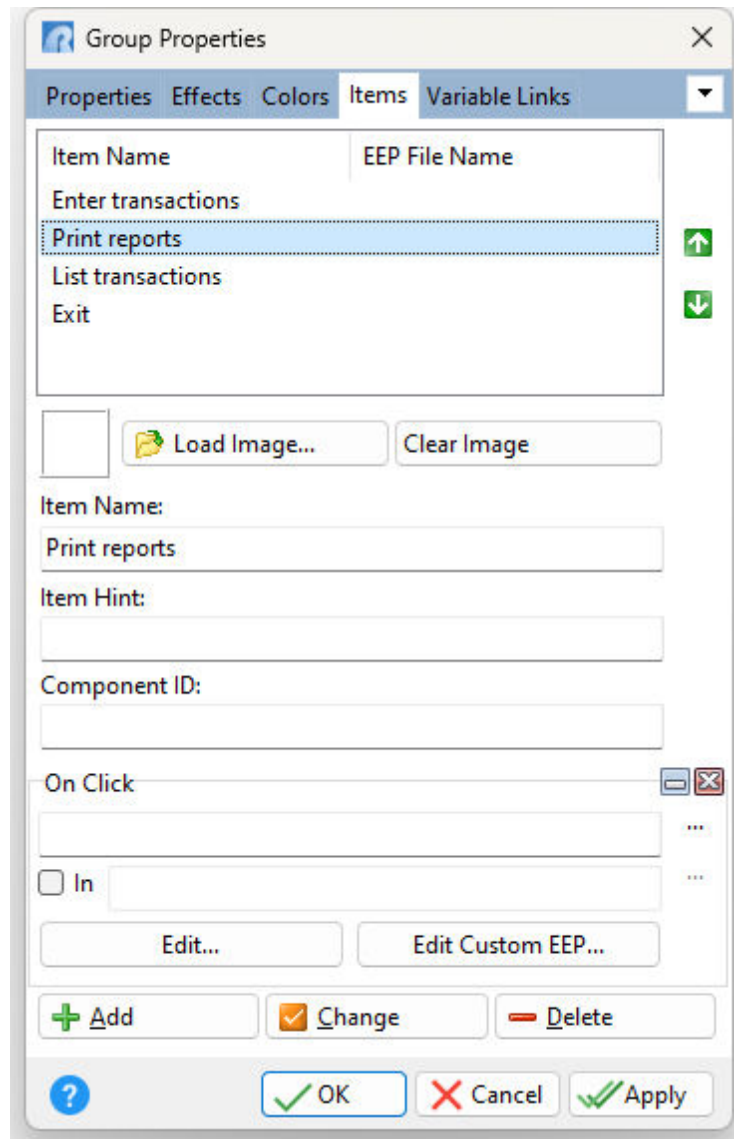 Group Properties
Properties Effects Colors Items Variable Links
Item Name EEP File Name
Enter transactions
Print reports
List transactions
Exit
Load Image... Clear Image
Item Name:
Print reports
Item Hint:
Component ID:
On Click
...
In ...
Edit... Edit Custom EEP...
Add Change Delete
? OK Cancel Apply